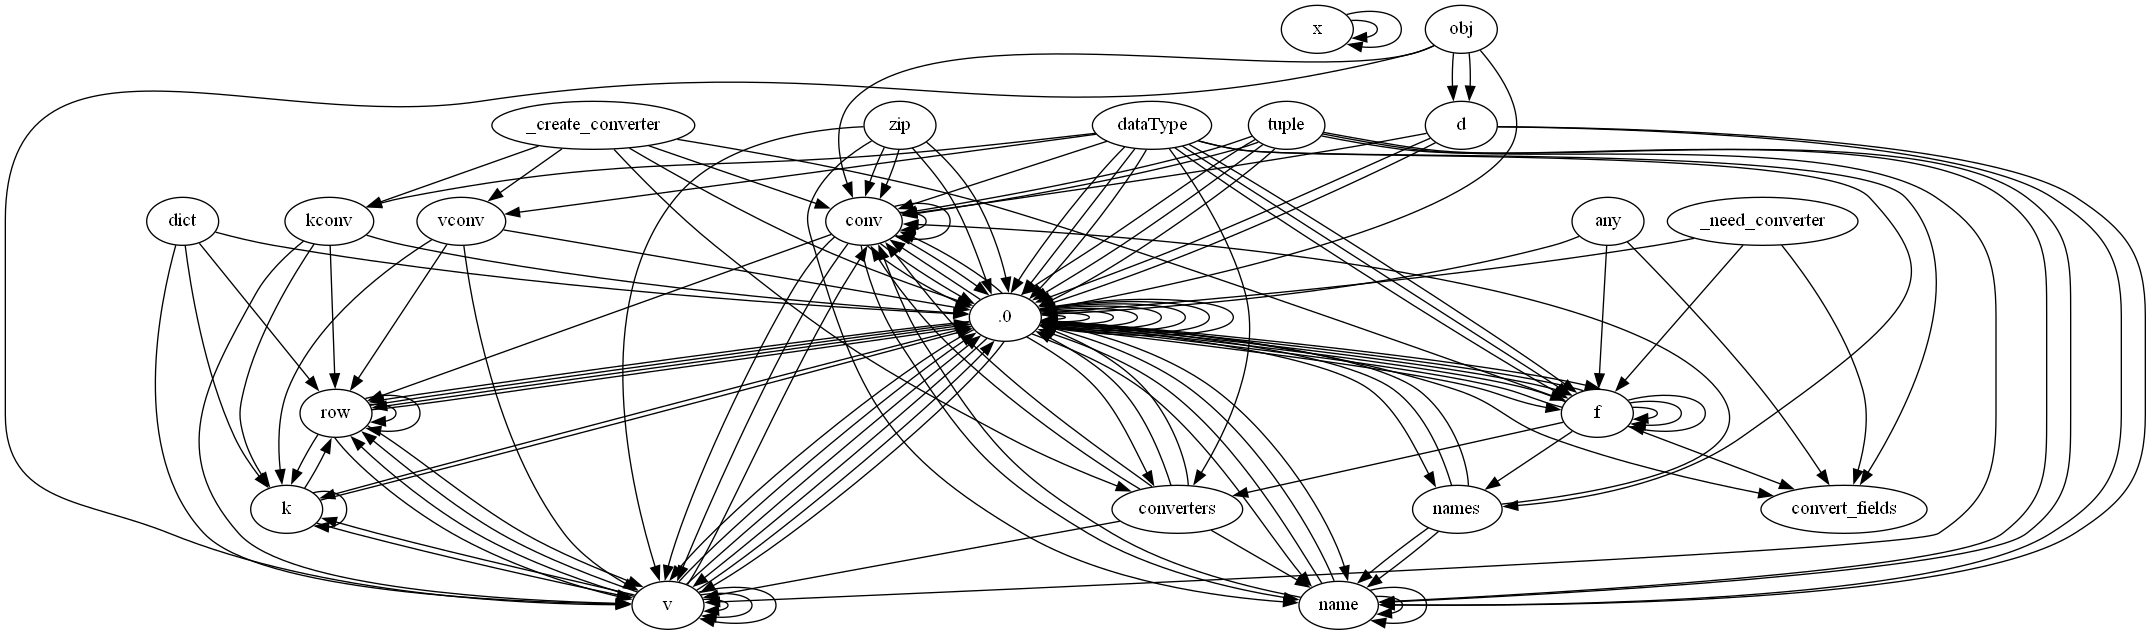 x
obj
_create_converter
zip
dataType
tuple
d
dict
kconv
vconv
conv
any
_need_converter
.0
row
f
k
converters
names
convert_fields
v
name